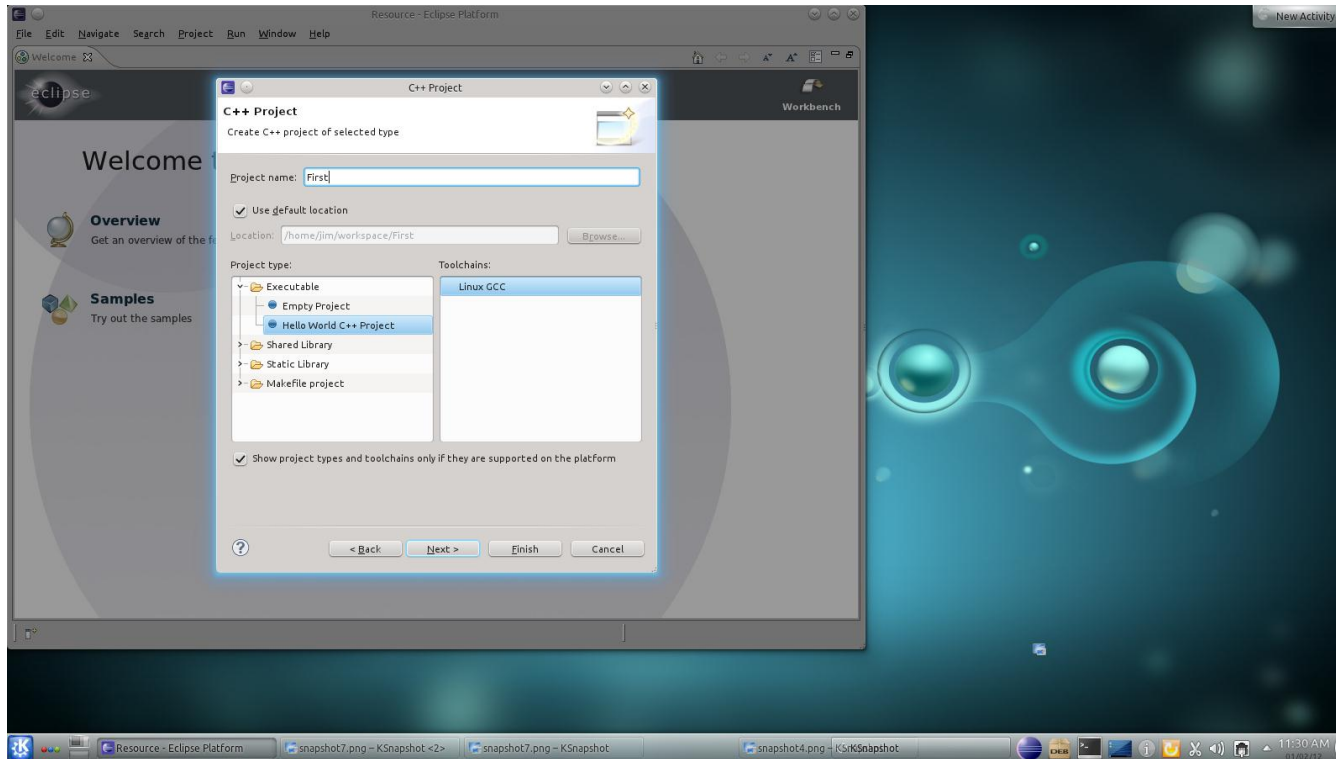 Resource - Eclipse Platform
New Activity
File Edit Navigate Search Project Run Window Help
Welcome
eclipse
Workbench
Welcome
Overview
Get an overview of the
Samples
Try out the samples
C++ Project
C++ Project
Create C++ project of selected type
Project name: First
Use default location
Location: /home/jim/workspace/First Browse...
Project type: Toolchains:
Executable Linux GCC
Empty Project
Hello World C++ Project
Shared Library
Static Library
Makefile project
Show project types and toolchains only if they are supported on the platform
< Back Next > Finish Cancel
Resource - Eclipse Platform snapshot7.png – KSnapshot <2> snapshot7.png – KSnapshot snapshot4.png – KSnapshot DEB 11:30 AM
01/02/12